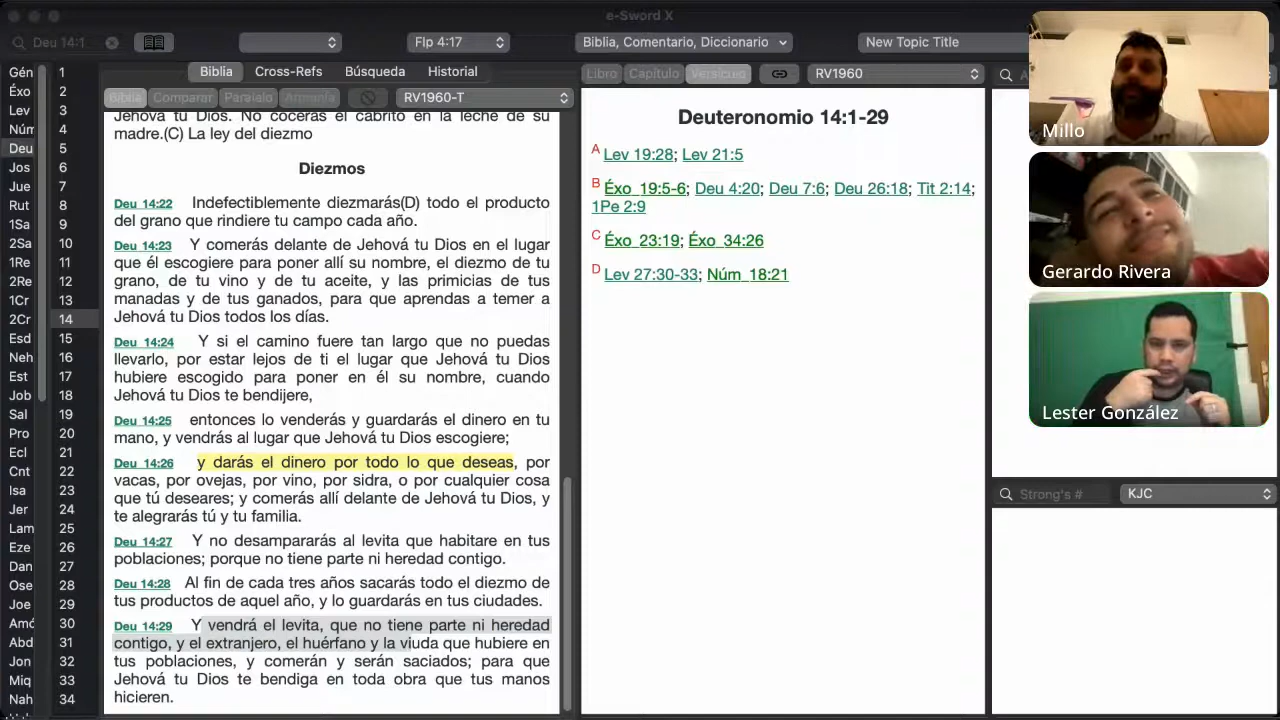 e-Sword X
Deu 14:1
Flp 4:17
Biblia, Comentario, Diccionario
New Topic Title
Biblia
Cross-Refs
Búsqueda
Historial
Biblia
Comparar
Paralalo
Armonía
RV1960-T
Libro
Capítulo
Versículo
RV1960
Gén
Éxo
Lev
Núm
Deu
Jos
Jue
Rut
1Sa
2Sa
1Re
2Re
1Cr
2Cr
Esd
Neh
Est
Job
Sal
Pro
Ecl
Cnt
Isa
Jer
Lam
Eze
Dan
Ose
Joe
Amó
Abd
Jon
Miq
Nah
1
2
3
4
5
6
7
8
9
10
11
12
13
14
15
16
17
18
19
20
21
22
23
24
25
26
27
28
29
30
31
32
33
34
Jehová tu Dios. No cocerás el cabrito en la leche de su
madre.(C) La ley del diezmo
Diezmos
Deu 14:22 Indefectiblemente diezmarás(D) todo el producto
del grano que rindiere tu campo cada año.
Deu 14:23 Y comerás delante de Jehová tu Dios en el lugar
que él escogiere para poner allí su nombre, el diezmo de tu
grano, de tu vino y de tu aceite, y las primicias de tus
manadas y de tus ganados, para que aprendas a temer a
Jehová tu Dios todos los días.
Deu 14:24 Y si el camino fuere tan largo que no puedas
llevarlo, por estar lejos de ti el lugar que Jehová tu Dios
hubiere escogido para poner en él su nombre, cuando
Jehová tu Dios te bendijere,
Deu 14:25 entonces lo venderás y guardarás el dinero en tu
mano, y vendrás al lugar que Jehová tu Dios escogiere;
Deu 14:26 y darás el dinero por todo lo que deseas, por
vacas, por ovejas, por vino, por sidra, o por cualquier cosa
que tú deseares; y comerás allí delante de Jehová tu Dios, y
te alegrarás tú y tu familia.
Deu 14:27 Y no desampararás al levita que habitare en tus
poblaciones; porque no tiene parte ni heredad contigo.
Deu 14:28 Al fin de cada tres años sacarás todo el diezmo de
tus productos de aquel año, y lo guardarás en tus ciudades.
Deu 14:29 Y vendrá el levita, que no tiene parte ni heredad
contigo, y el extranjero, el huérfano y la viuda que hubiere en
tus poblaciones, y comerán y serán saciados; para que
Jehová tu Dios te bendiga en toda obra que tus manos
hicieren.
Deuteronomio 14:1-29
A Lev 19:28; Lev 21:5
B Éxo 19:5-6; Deu 4:20; Deu 7:6; Deu 26:18; Tit 2:14;
1Pe 2:9
C Éxo 23:19; Éxo 34:26
D Lev 27:30-33; Núm 18:21
Millo
Gerardo Rivera
Lester González
Strong's #
KJC